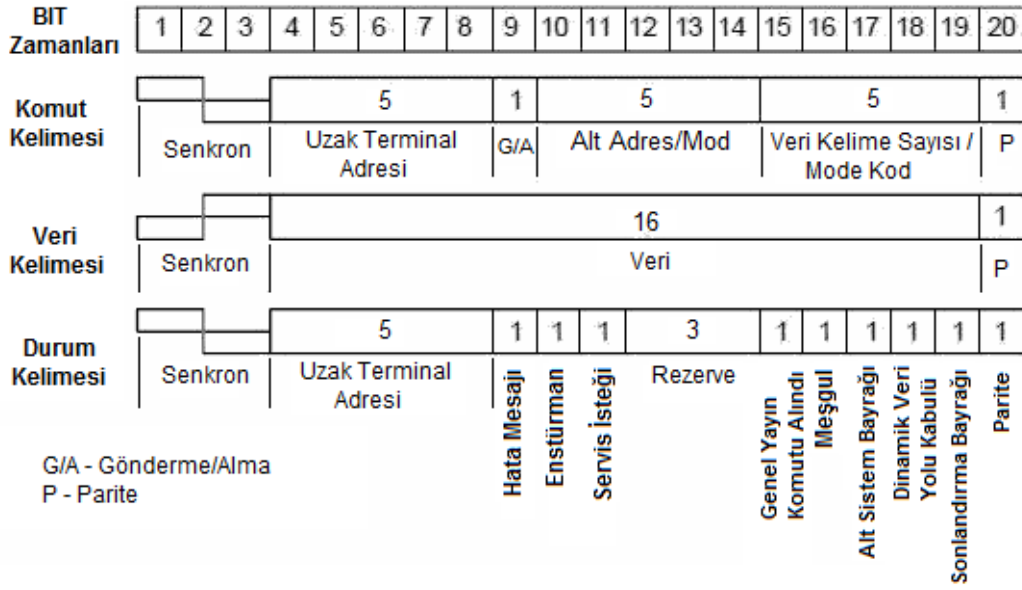 BIT
Zamanları
1 2 3 4 5 6 7 8 9 10 11 12 13 14 15 16 17 18 19 20
Komut
Kelimesi
5 1 5 5 1
Senkron
Uzak Terminal
Adresi
G/A
Alt Adres/Mod
Veri Kelime Sayısı /
Mode Kod
P
Veri
Kelimesi
16 1
Senkron
Veri
P
Durum
Kelimesi
5 1 1 1 3 1 1 1 1 1 1
Senkron
Uzak Terminal
Adresi
Hata Mesajı
Enstürman
Servis İsteği
Rezerve
Genel Yayın
Komutu Alındı
Meşgul
Alt Sistem Bayrağı
Dinamik Veri
Yolu Kabulü
Sonlandırma Bayrağı
Parite
G/A - Gönderme/Alma
P - Parite